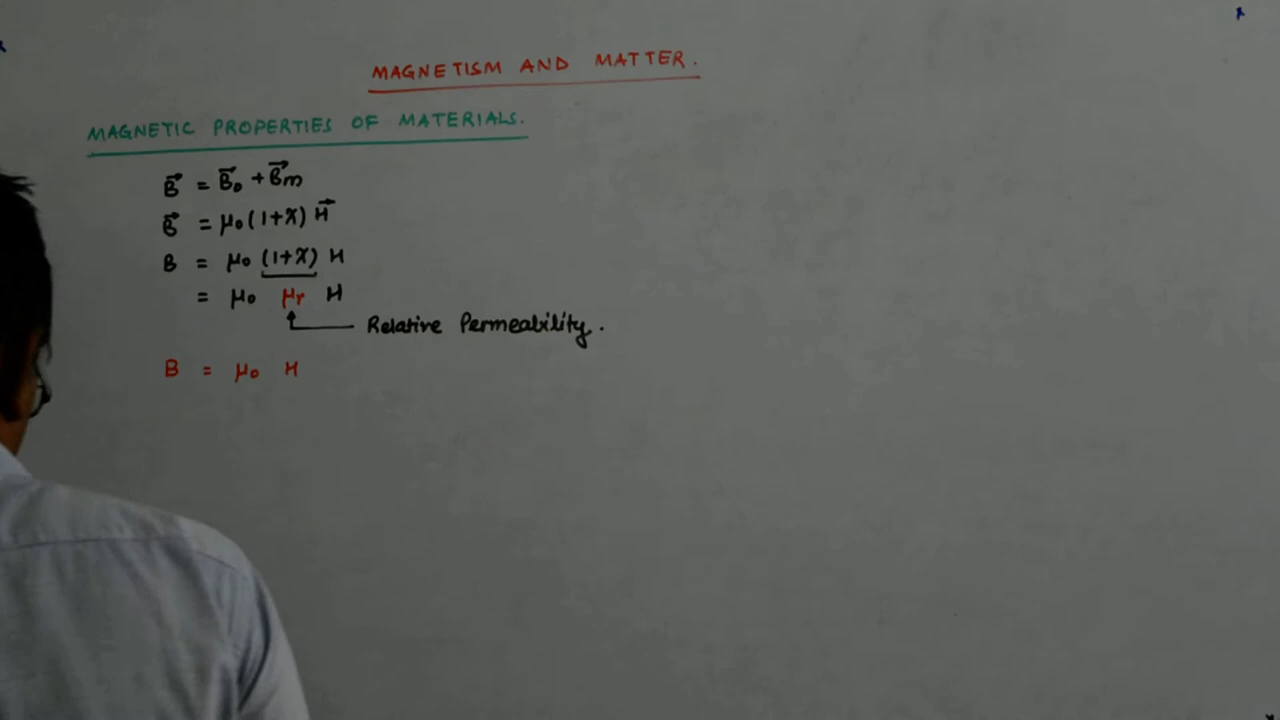 MAGNETISM AND MATTER.
MAGNETIC PROPERTIES OF MATERIALS.
B⃗ = B⃗₀ + B⃗m
B⃗ = μ₀(1+χ) H⃗
B = μ₀ (1+χ) H
= μ₀ μr H
Relative Permeability.
B = μ₀ H